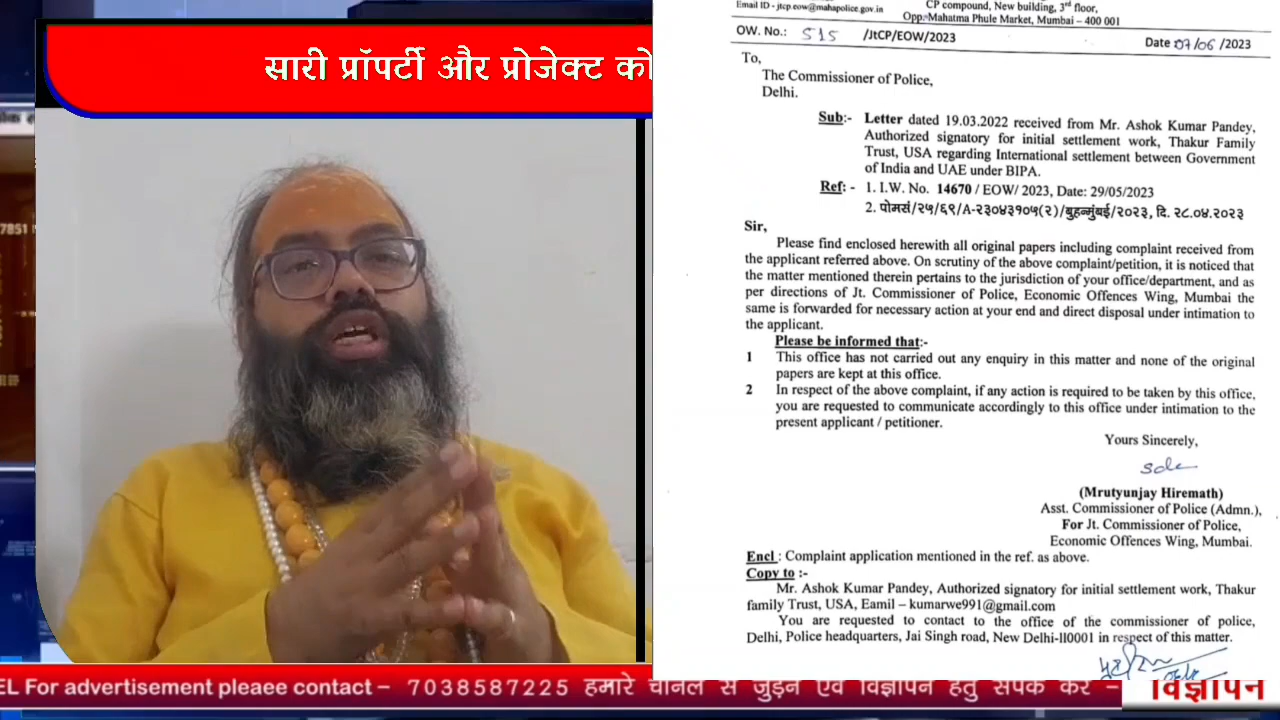 सारी प्रॉपर्टी और प्रोजेक्ट को
7851
Email ID - jtcp.eow@mahapolice.gov.in
CP compound, New building, 3rd floor,
Opp. Mahatma Phule Market, Mumbai – 400 001
OW. No.: 515 /JtCP/EOW/2023
Date 07/06 /2023
To,
The Commissioner of Police,
Delhi.
Sub:- Letter dated 19.03.2022 received from Mr. Ashok Kumar Pandey,
Authorized signatory for initial settlement work, Thakur Family
Trust, USA regarding International settlement between Government
of India and UAE under BIPA.
Ref: - 1. I.W. No. 14670 / EOW/ 2023, Date: 29/05/2023
2. पोमसं/२५/६९/A-२३०४३१०५(२)/बृहन्मुंबई/२०२३, दि. २८.०४.२०२३
Sir,
Please find enclosed herewith all original papers including complaint received from
the applicant referred above. On scrutiny of the above complaint/petition, it is noticed that
the matter mentioned therein pertains to the jurisdiction of your office/department, and as
per directions of Jt. Commissioner of Police, Economic Offences Wing, Mumbai the
same is forwarded for necessary action at your end and direct disposal under intimation to
the applicant.
Please be informed that:-
1 This office has not carried out any enquiry in this matter and none of the original
papers are kept at this office.
2 In respect of the above complaint, if any action is required to be taken by this office,
you are requested to communicate accordingly to this office under intimation to the
present applicant / petitioner.
Yours Sincerely,
(Mrutyunjay Hiremath)
Asst. Commissioner of Police (Admn.),
For Jt. Commissioner of Police,
Economic Offences Wing, Mumbai.
Encl : Complaint application mentioned in the ref. as above.
Copy to :-
Mr. Ashok Kumar Pandey, Authorized signatory for initial settlement work, Thakur
family Trust, USA, Eamil – kumarwe991@gmail.com
You are requested to contact to the office of the commissioner of police,
Delhi, Police headquarters, Jai Singh road, New Delhi-ll0001 in respect of this matter.
EL For advertisement pleaee contact – 7038587225 हमारे चैनल से जुड़ने एवं विज्ञापन हेतु संपर्क करे – विज्ञापन